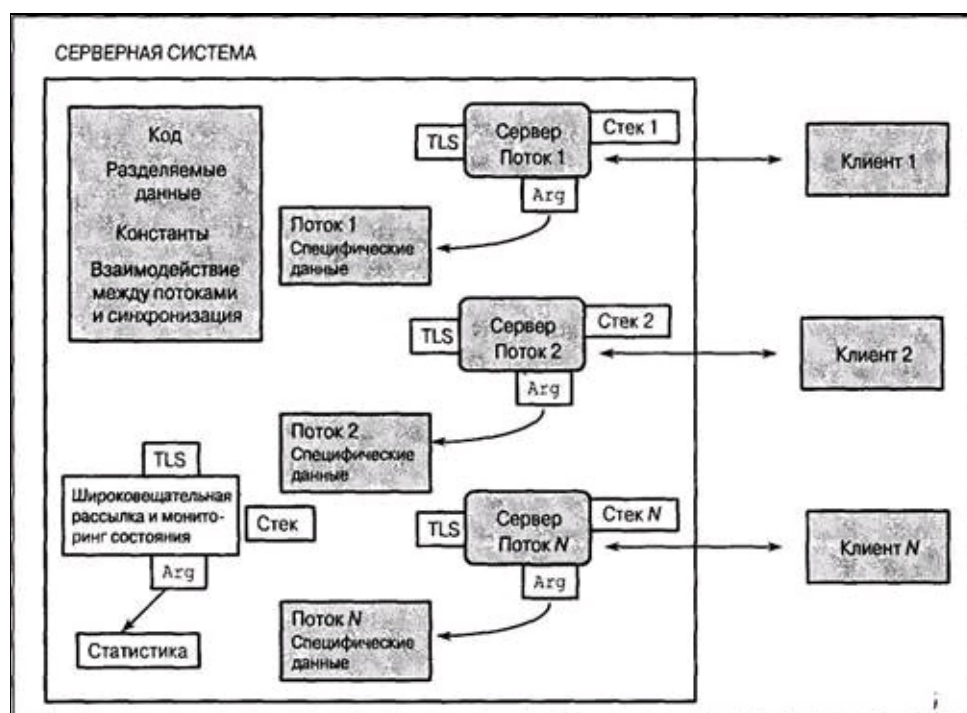 СЕРВЕРНАЯ СИСТЕМА
Код
Разделяемые
данные
Константы
Взаимодействие
между потоками
и синхронизация
TLS
Сервер
Поток 1
Стек 1
Arg
Клиент 1
Поток 1
Специфические
данные
TLS
Сервер
Поток 2
Стек 2
Arg
Клиент 2
Поток 2
Специфические
данные
TLS
Широковещательная
рассылка и монито-
ринг состояния
Стек
Arg
Статистика
TLS
Сервер
Поток N
Стек N
Arg
Клиент N
Поток N
Специфические
данные